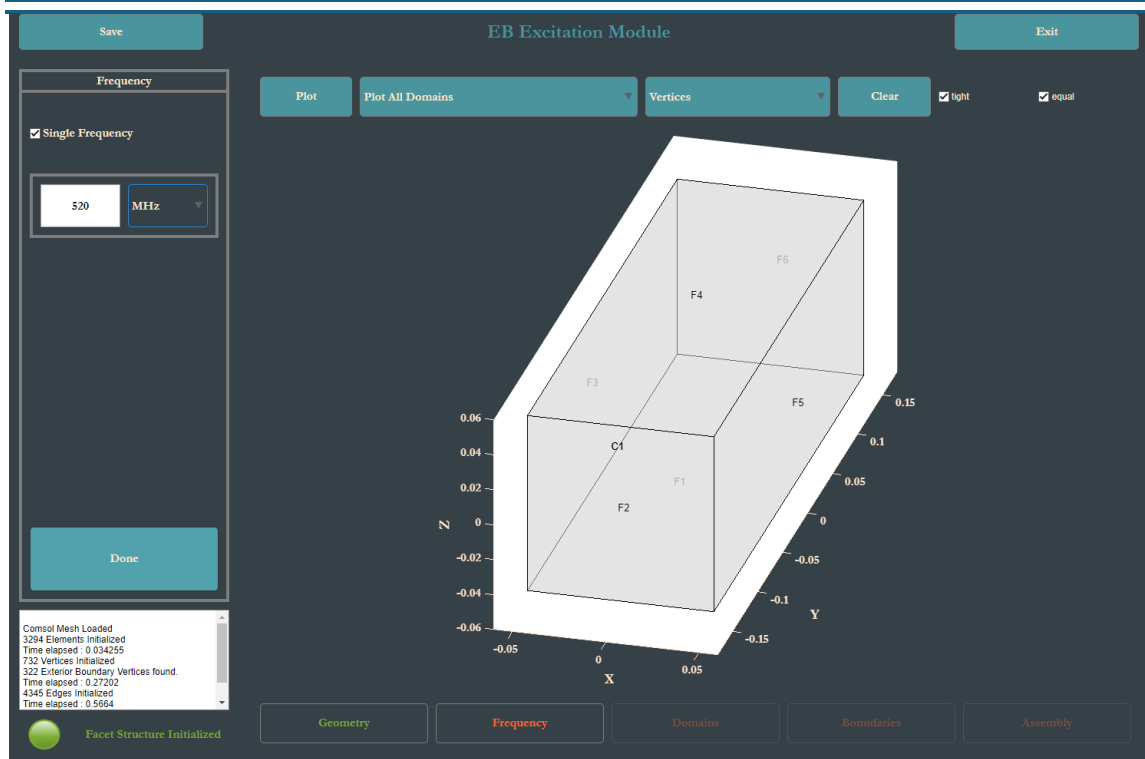 Save
EB Excitation Module
Exit
Frequency
Single Frequency
520
MHz
Done
Plot
Plot All Domains
Vertices
Clear
tight
equal
F6
F4
F3
F5
C1
F1
F2
0.06
0.04
0.02
0
-0.02
-0.04
-0.06
Z
-0.05
0
0.05
X
0.15
0.1
0.05
0
-0.05
-0.1
-0.15
Y
Comsol Mesh Loaded
3294 Elements Initialized
Time elapsed : 0.034255
732 Vertices Initialized
322 Exterior Boundary Vertices found.
Time elapsed : 0.27202
4345 Edges Initialized
Time elapsed : 0.5664
Facet Structure Initialized
Geometry
Frequency
Domains
Boundaries
Assembly